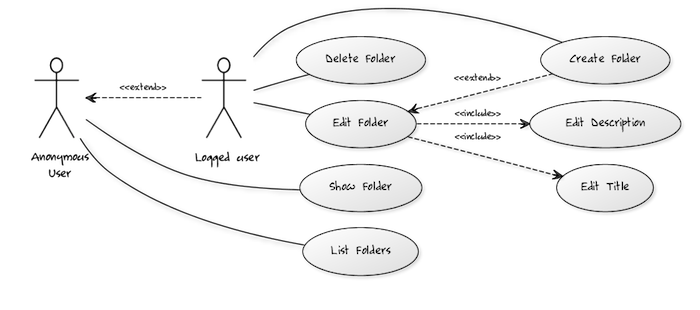 Delete Folder
Create Folder
<<extend>>
<<extend>>
Edit Folder
<<include>>
Edit Description
<<include>>
Anonymous
User
Logged user
Show Folder
Edit Title
List Folders